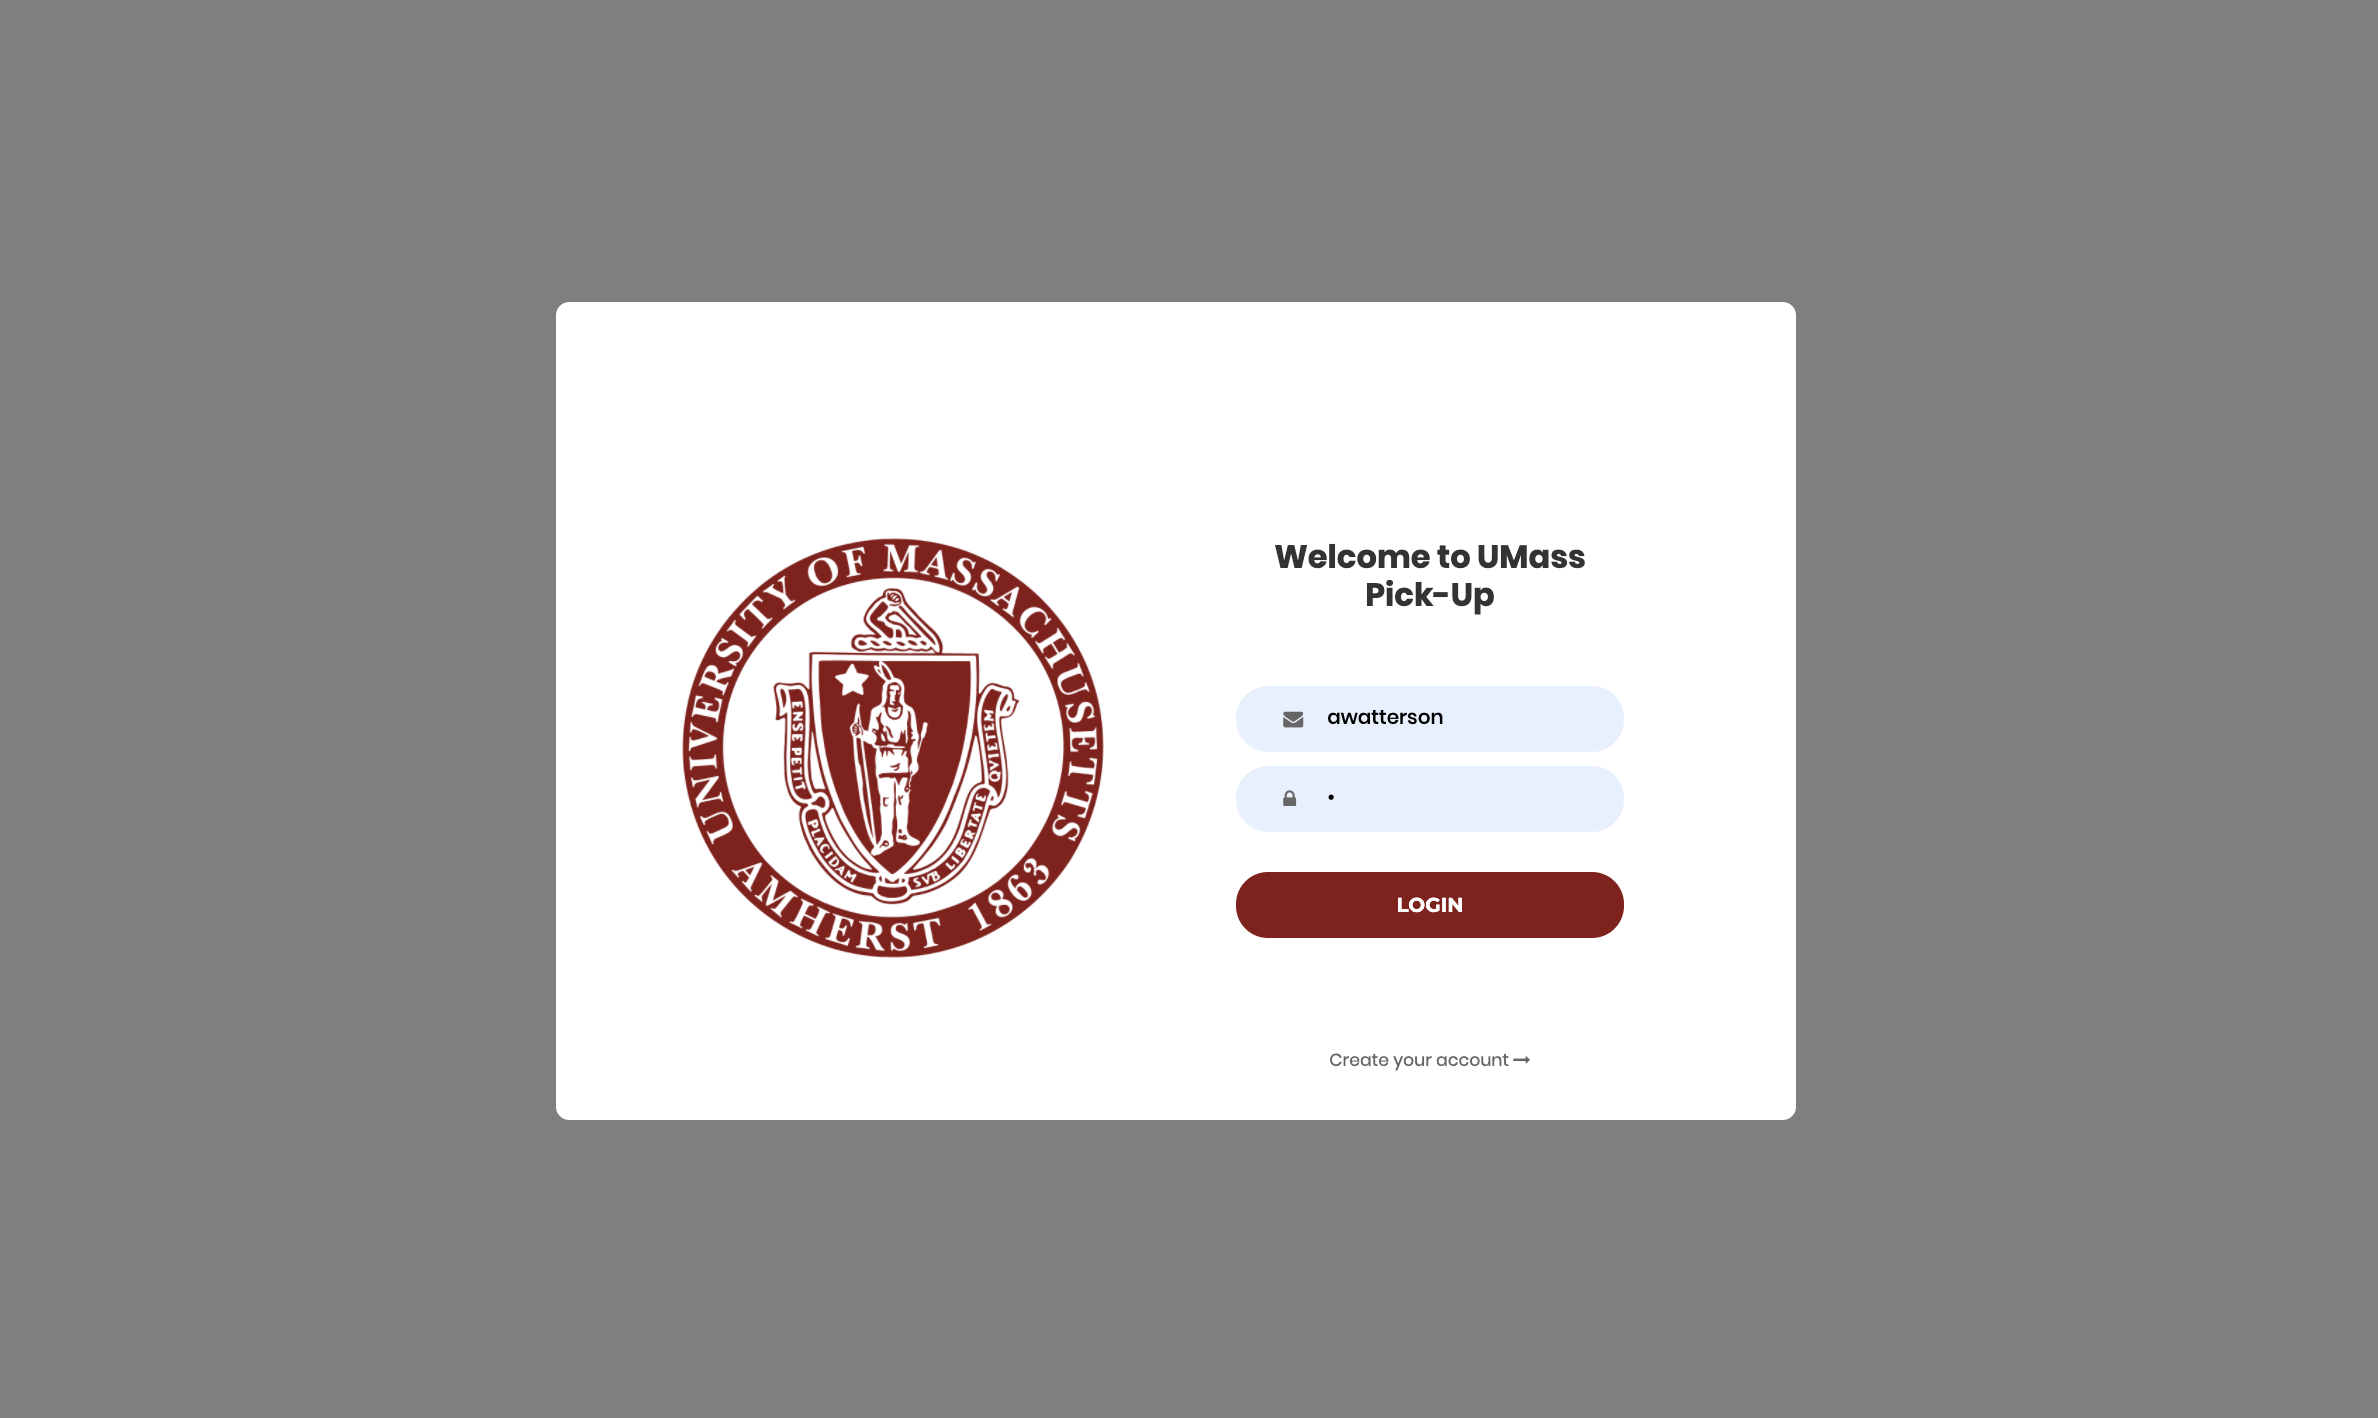 UNIVERSITY OF MASSACHUSETTS
AMHERST 1863
ENSE PETIT
PLACIDAM
SVB LIBERTATE
QVIETEM
Welcome to UMass
Pick-Up
awatterson
LOGIN
Create your account